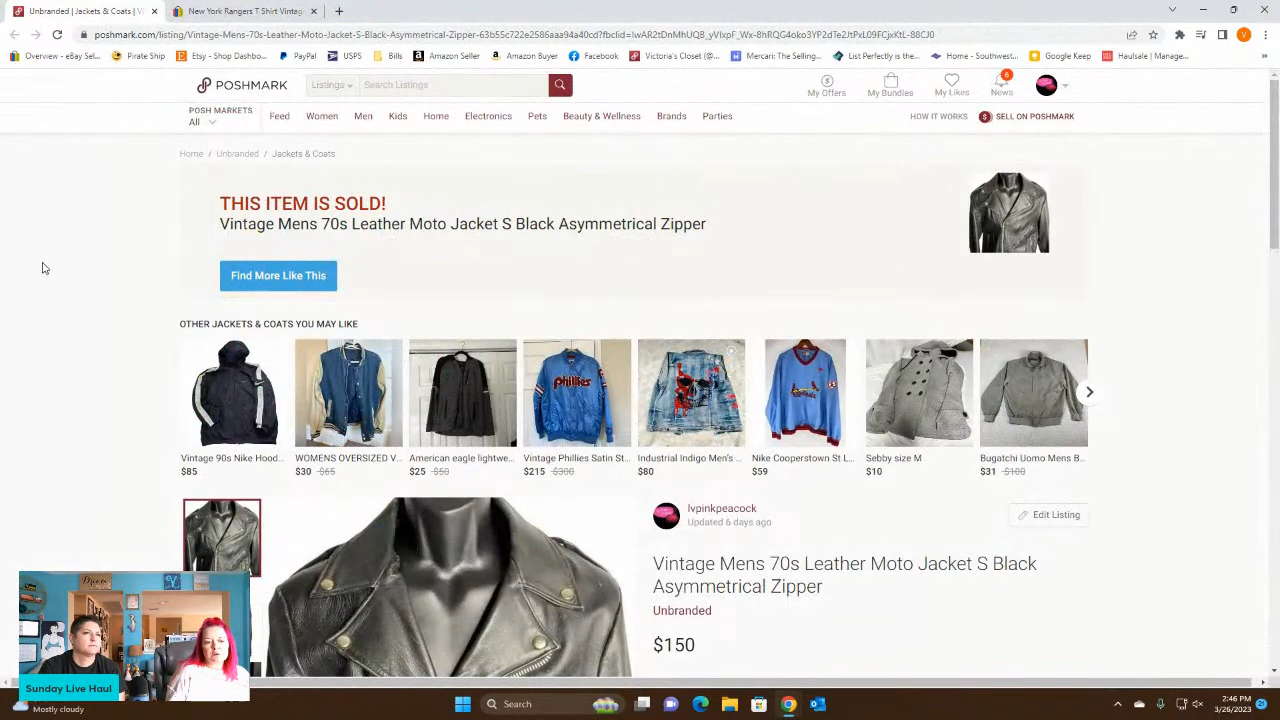 Unbranded | Jackets & Coats | Vi
New York Rangers T Shirt Vintage
poshmark.com/listing/Vintage-Mens-70s-Leather-Moto-Jacket-S-Black-Asymmetrical-Zipper-63b55c722e2586aaa94a40cd?fbclid=IwAR2tDnMhUQB_yVlxpF_Wx-8hRQG4oko3YP2dTe2JtPxL09FCjxKtL-88CJ0
Overview – eBay Sel... Pirate Ship Etsy - Shop Dashbo... PayPal USPS Bills Amazon Seller Amazon Buyer Facebook Victoria's Closet (@... Mercari: The Selling... List Perfectly is the... Home - Southwest... Google Keep Haulsale | Manage...
POSHMARK Listings Search Listings My Offers My Bundles My Likes 6 News
POSH MARKETS
All Feed Women Men Kids Home Electronics Pets Beauty & Wellness Brands Parties HOW IT WORKS $ SELL ON POSHMARK
Home / Unbranded / Jackets & Coats
THIS ITEM IS SOLD!
Vintage Mens 70s Leather Moto Jacket S Black Asymmetrical Zipper
Find More Like This
OTHER JACKETS & COATS YOU MAY LIKE
Phillies
Vintage 90s Nike Hood... WOMENS OVERSIZED V... American eagle lightwe... Vintage Phillies Satin St... Industrial Indigo Men's ... Nike Cooperstown St L... Sebby size M Bugatchi Uomo Mens B...
$85 $30 $65 $25 $50 $215 $300 $80 $59 $10 $31 $100
lvpinkpeacock
Updated 6 days ago
Edit Listing
Vintage Mens 70s Leather Moto Jacket S Black
Asymmetrical Zipper
Unbranded
$150
Sunday Live Haul
Mostly cloudy
Search
2:46 PM
3/26/2023